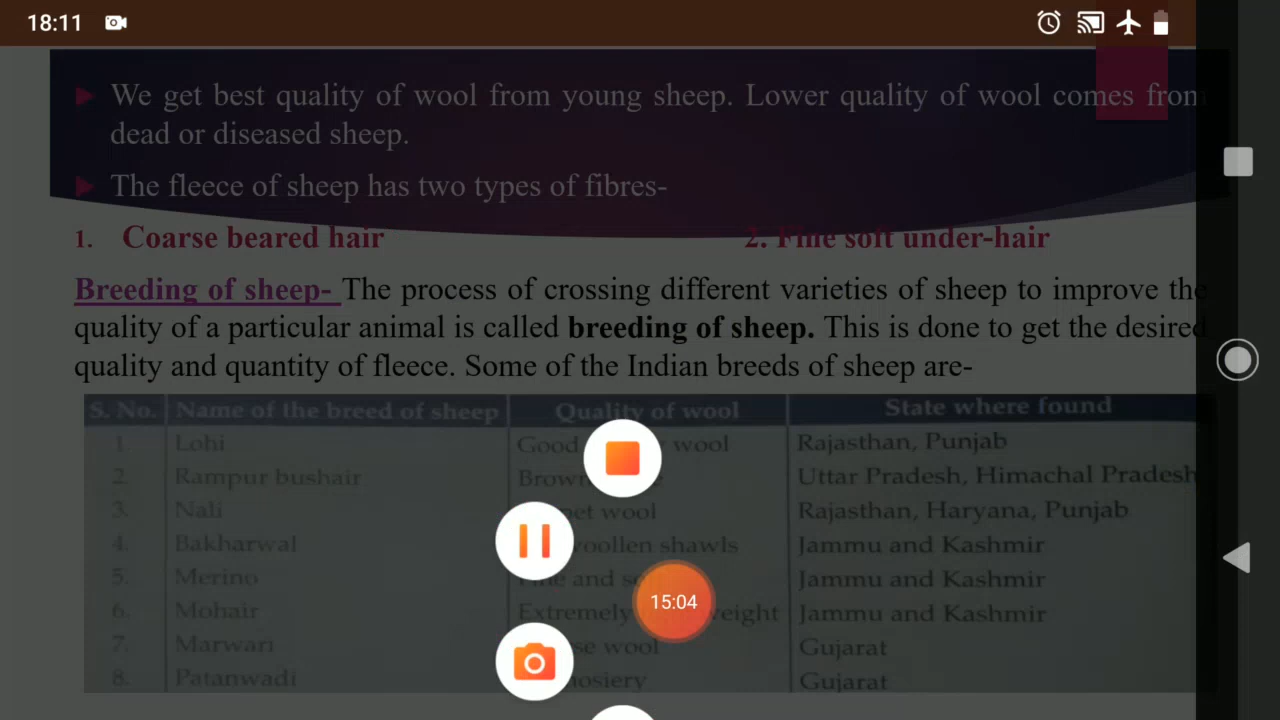 18:11
We get best quality of wool from young sheep. Lower quality of wool comes from
dead or diseased sheep.
The fleece of sheep has two types of fibres-
1. Coarse beared hair 2. Fine soft under-hair
Breeding of sheep- The process of crossing different varieties of sheep to improve the
quality of a particular animal is called breeding of sheep. This is done to get the desired
quality and quantity of fleece. Some of the Indian breeds of sheep are-
S. No. Name of the breed of sheep Quality of wool State where found
1. Lohi Good wool Rajasthan, Punjab
2. Rampur bushair Uttar Pradesh, Himachal Pradesh
3. Nali wool Rajasthan, Haryana, Punjab
4. Bakharwal woollen shawls Jammu and Kashmir
5. Merino and Jammu and Kashmir
6. Mohair Extremely Jammu and Kashmir
7. Marwari wool Gujarat
8. Patanwadi Gujarat
15:04